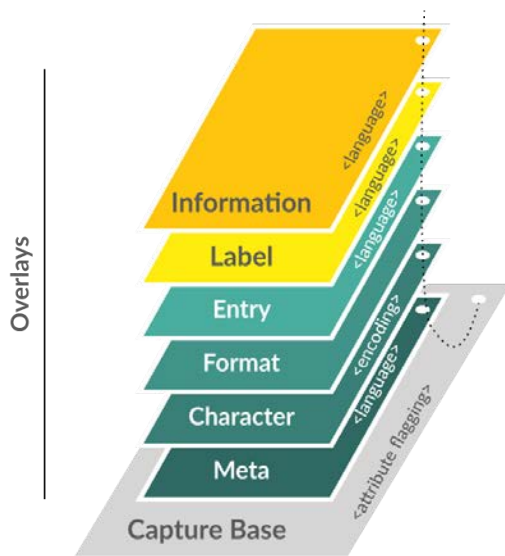 Overlays
<language>
Information
<language>
Label
<language>
Entry
Format
<encoding>
Character
<language>
Meta
<attribute flagging>
Capture Base